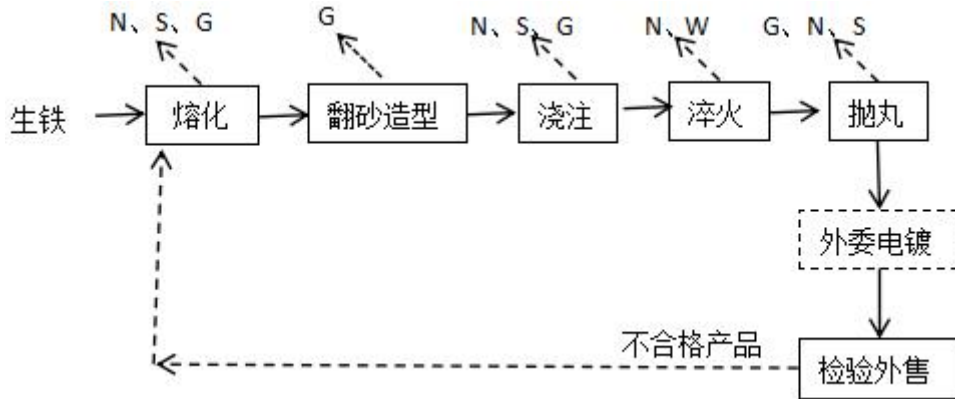 N、S、G
G
N、S、G
N、W
G、N、S
生铁
熔化
翻砂造型
浇注
淬火
抛丸
外委电镀
不合格产品
检验外售